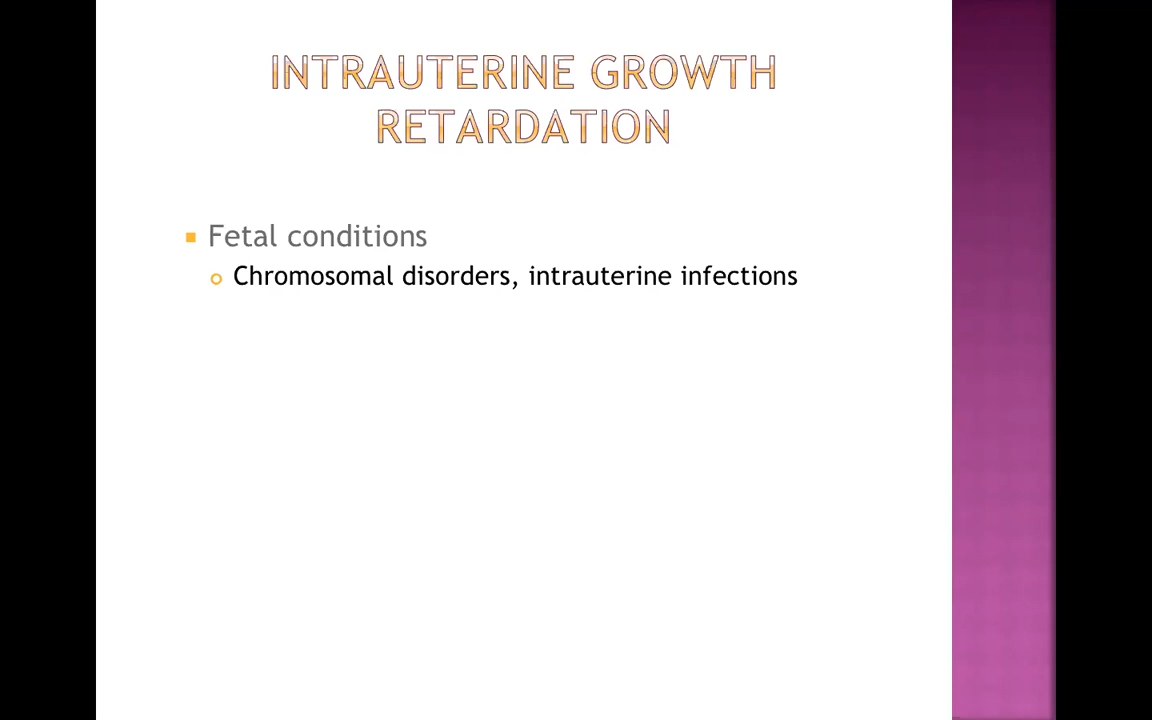 INTRAUTERINE GROWTH
RETARDATION
Fetal conditions
Chromosomal disorders, intrauterine infections